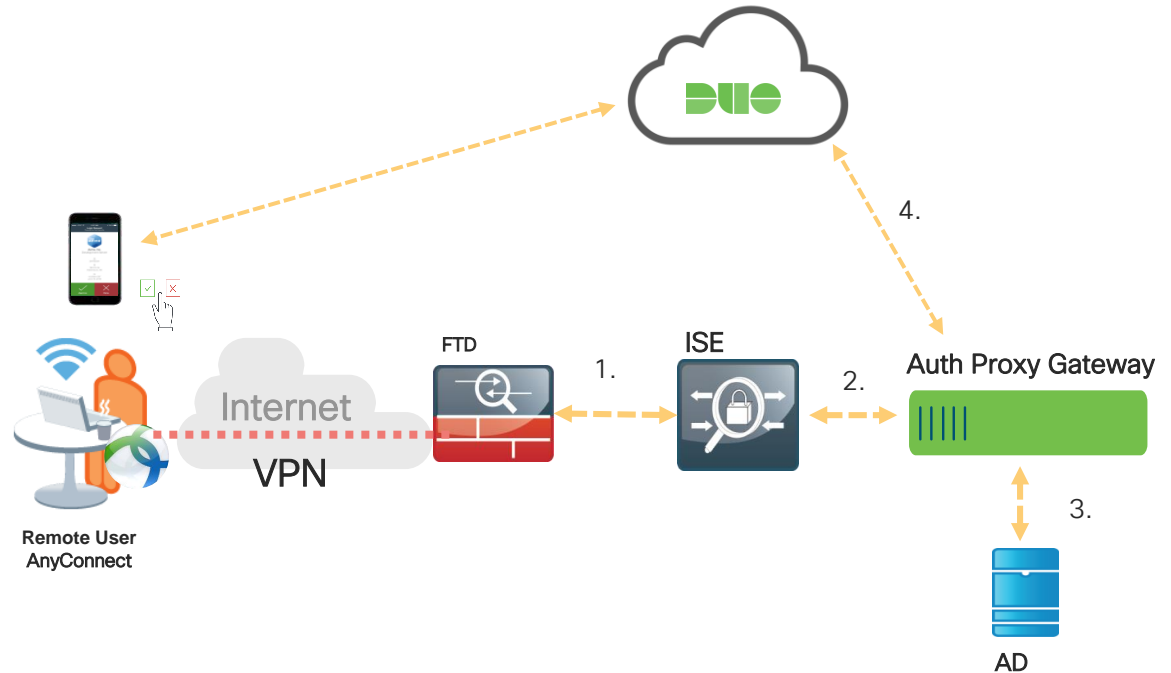 DUO
4.
FTD
ISE
1.
2.
Auth Proxy Gateway
Internet
VPN
3.
Remote User
AnyConnect
AD